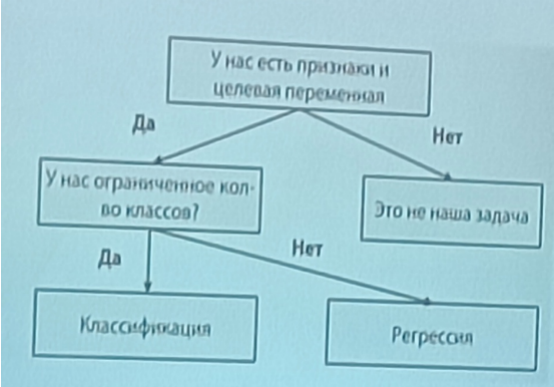 У нас есть признаки и
целевая переменная
Да
Нет
У нас ограниченное кол-
во классов?
Это не наша задача
Да
Нет
Классификация
Регрессия